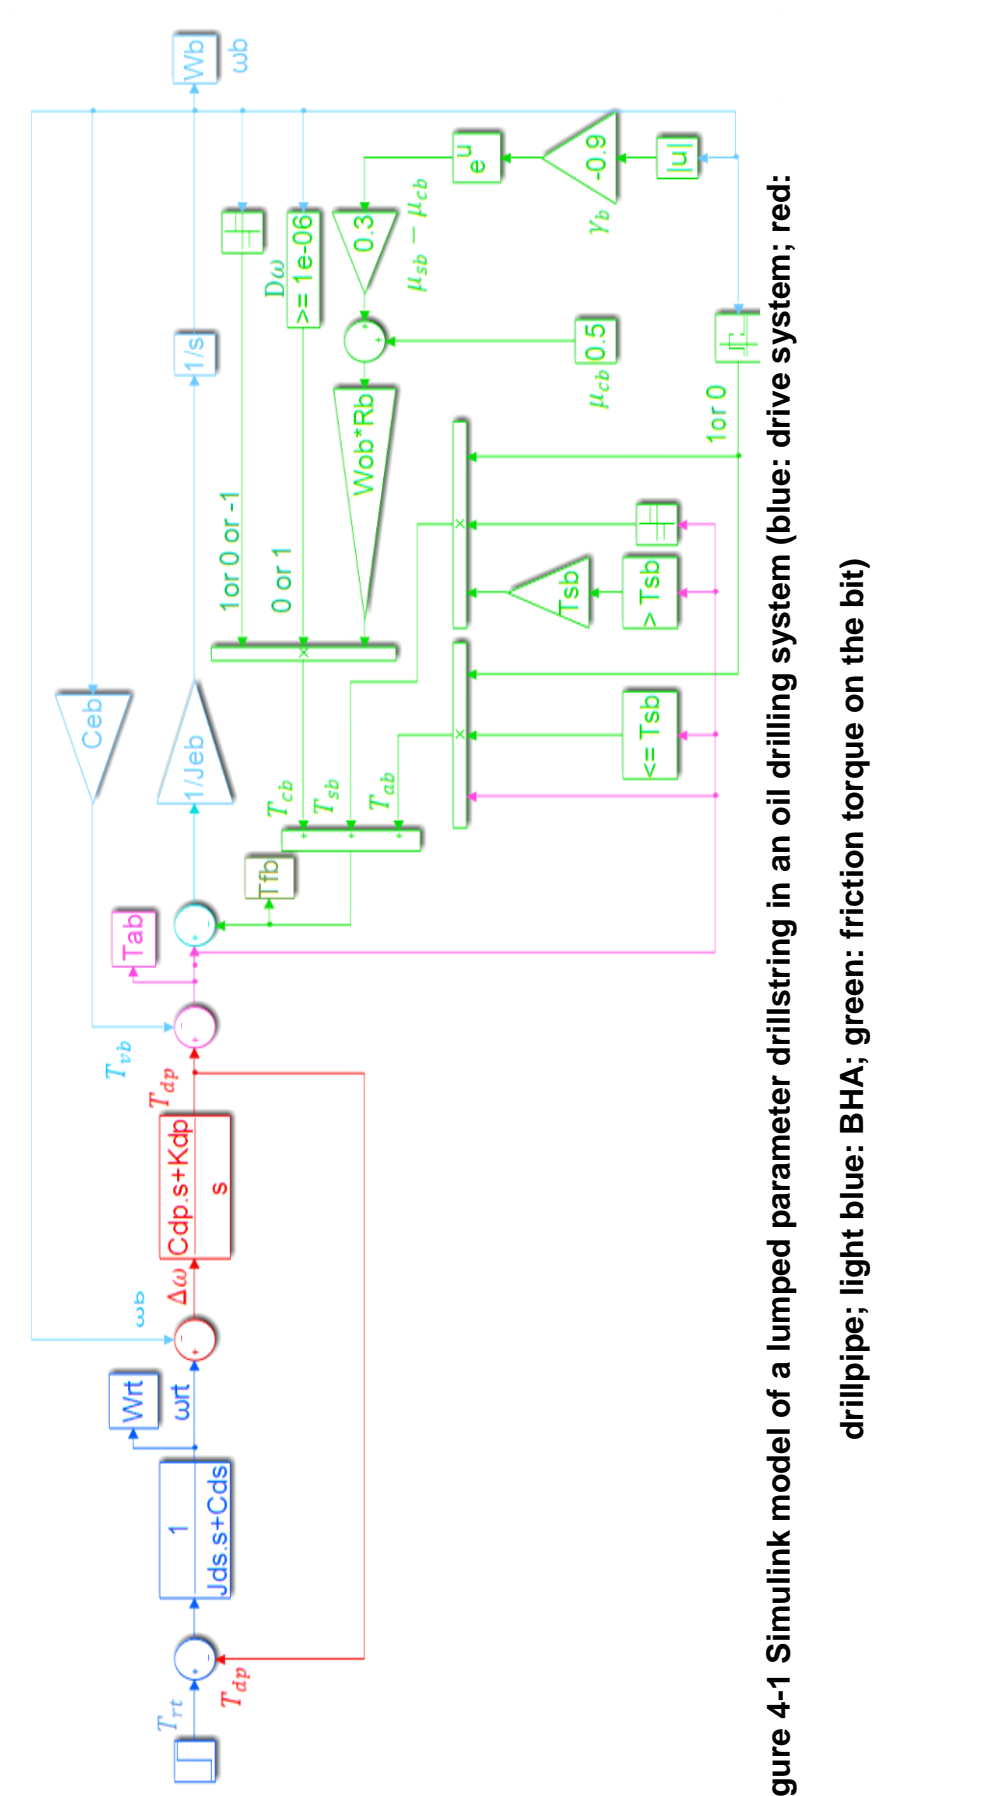 Wb
ωb
1/s
Ceb
1/Jeb
1or 0 or -1
Dω
>= 1e-06
0 or 1
0.3
μsb − μcb
e^u
-0.9
γb
|u|
Wob*Rb
0.5
μcb
1or 0
Tsb
> Tsb
<= Tsb
Tcb
Tsb
Tab
Tfb
Tab
Tvb
Tdp
Cdp.s+Kdp
s
Δω
ωb
Wrt
ωrt
1
Jds.s+Cds
Trt
Tdp
gure 4-1 Simulink model of a lumped parameter drillstring in an oil drilling system (blue: drive system; red:
drillpipe; light blue: BHA; green: friction torque on the bit)